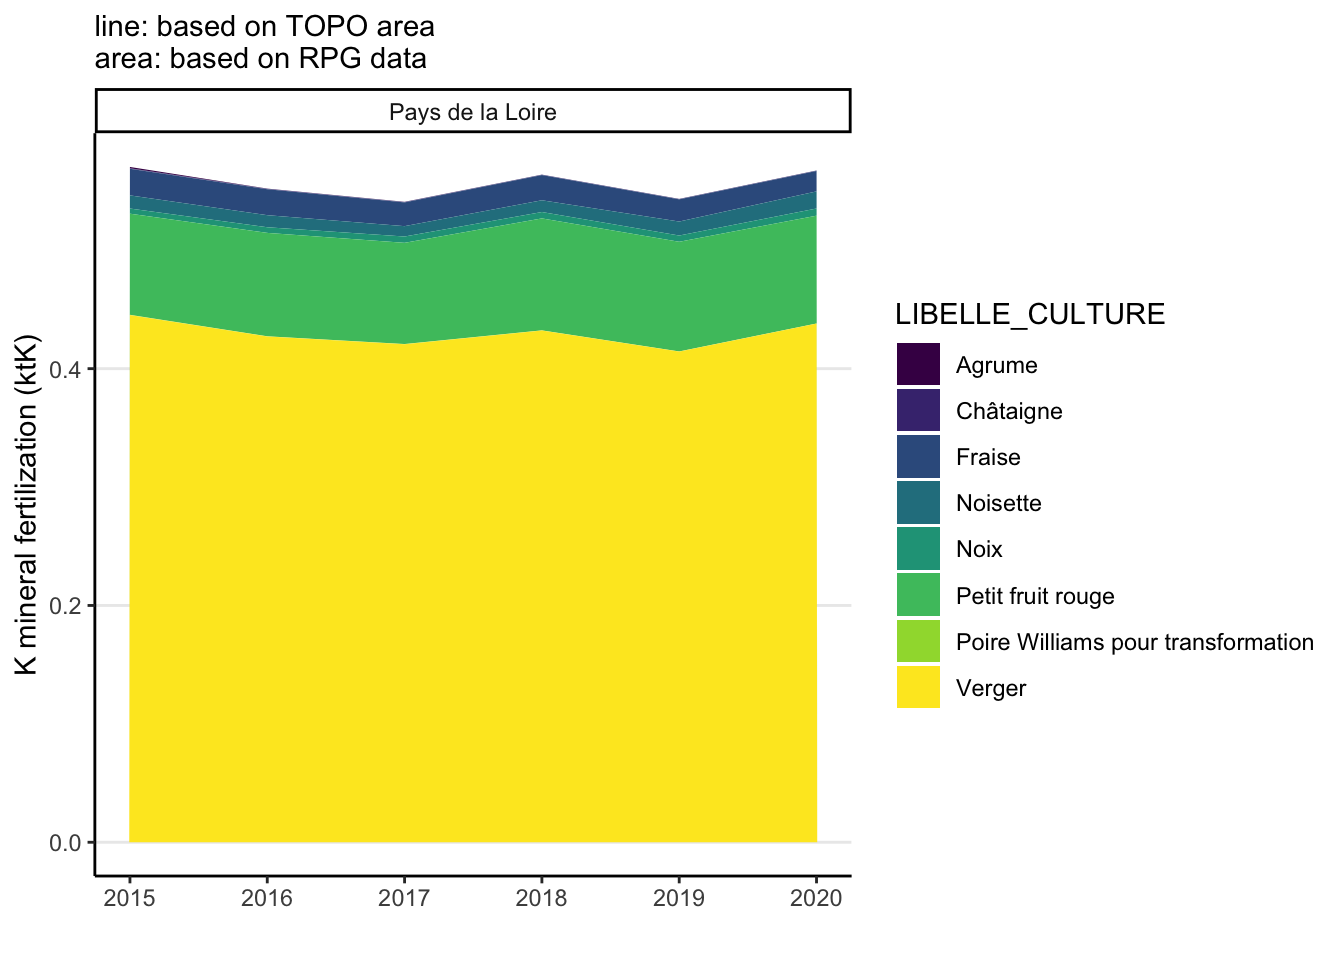 line: based on TOPO area
area: based on RPG data
Pays de la Loire
K mineral fertilization (ktK)
0.4
0.2
0.0
2015 2016 2017 2018 2019 2020
LIBELLE_CULTURE
Agrume
Châtaigne
Fraise
Noisette
Noix
Petit fruit rouge
Poire Williams pour transformation
Verger